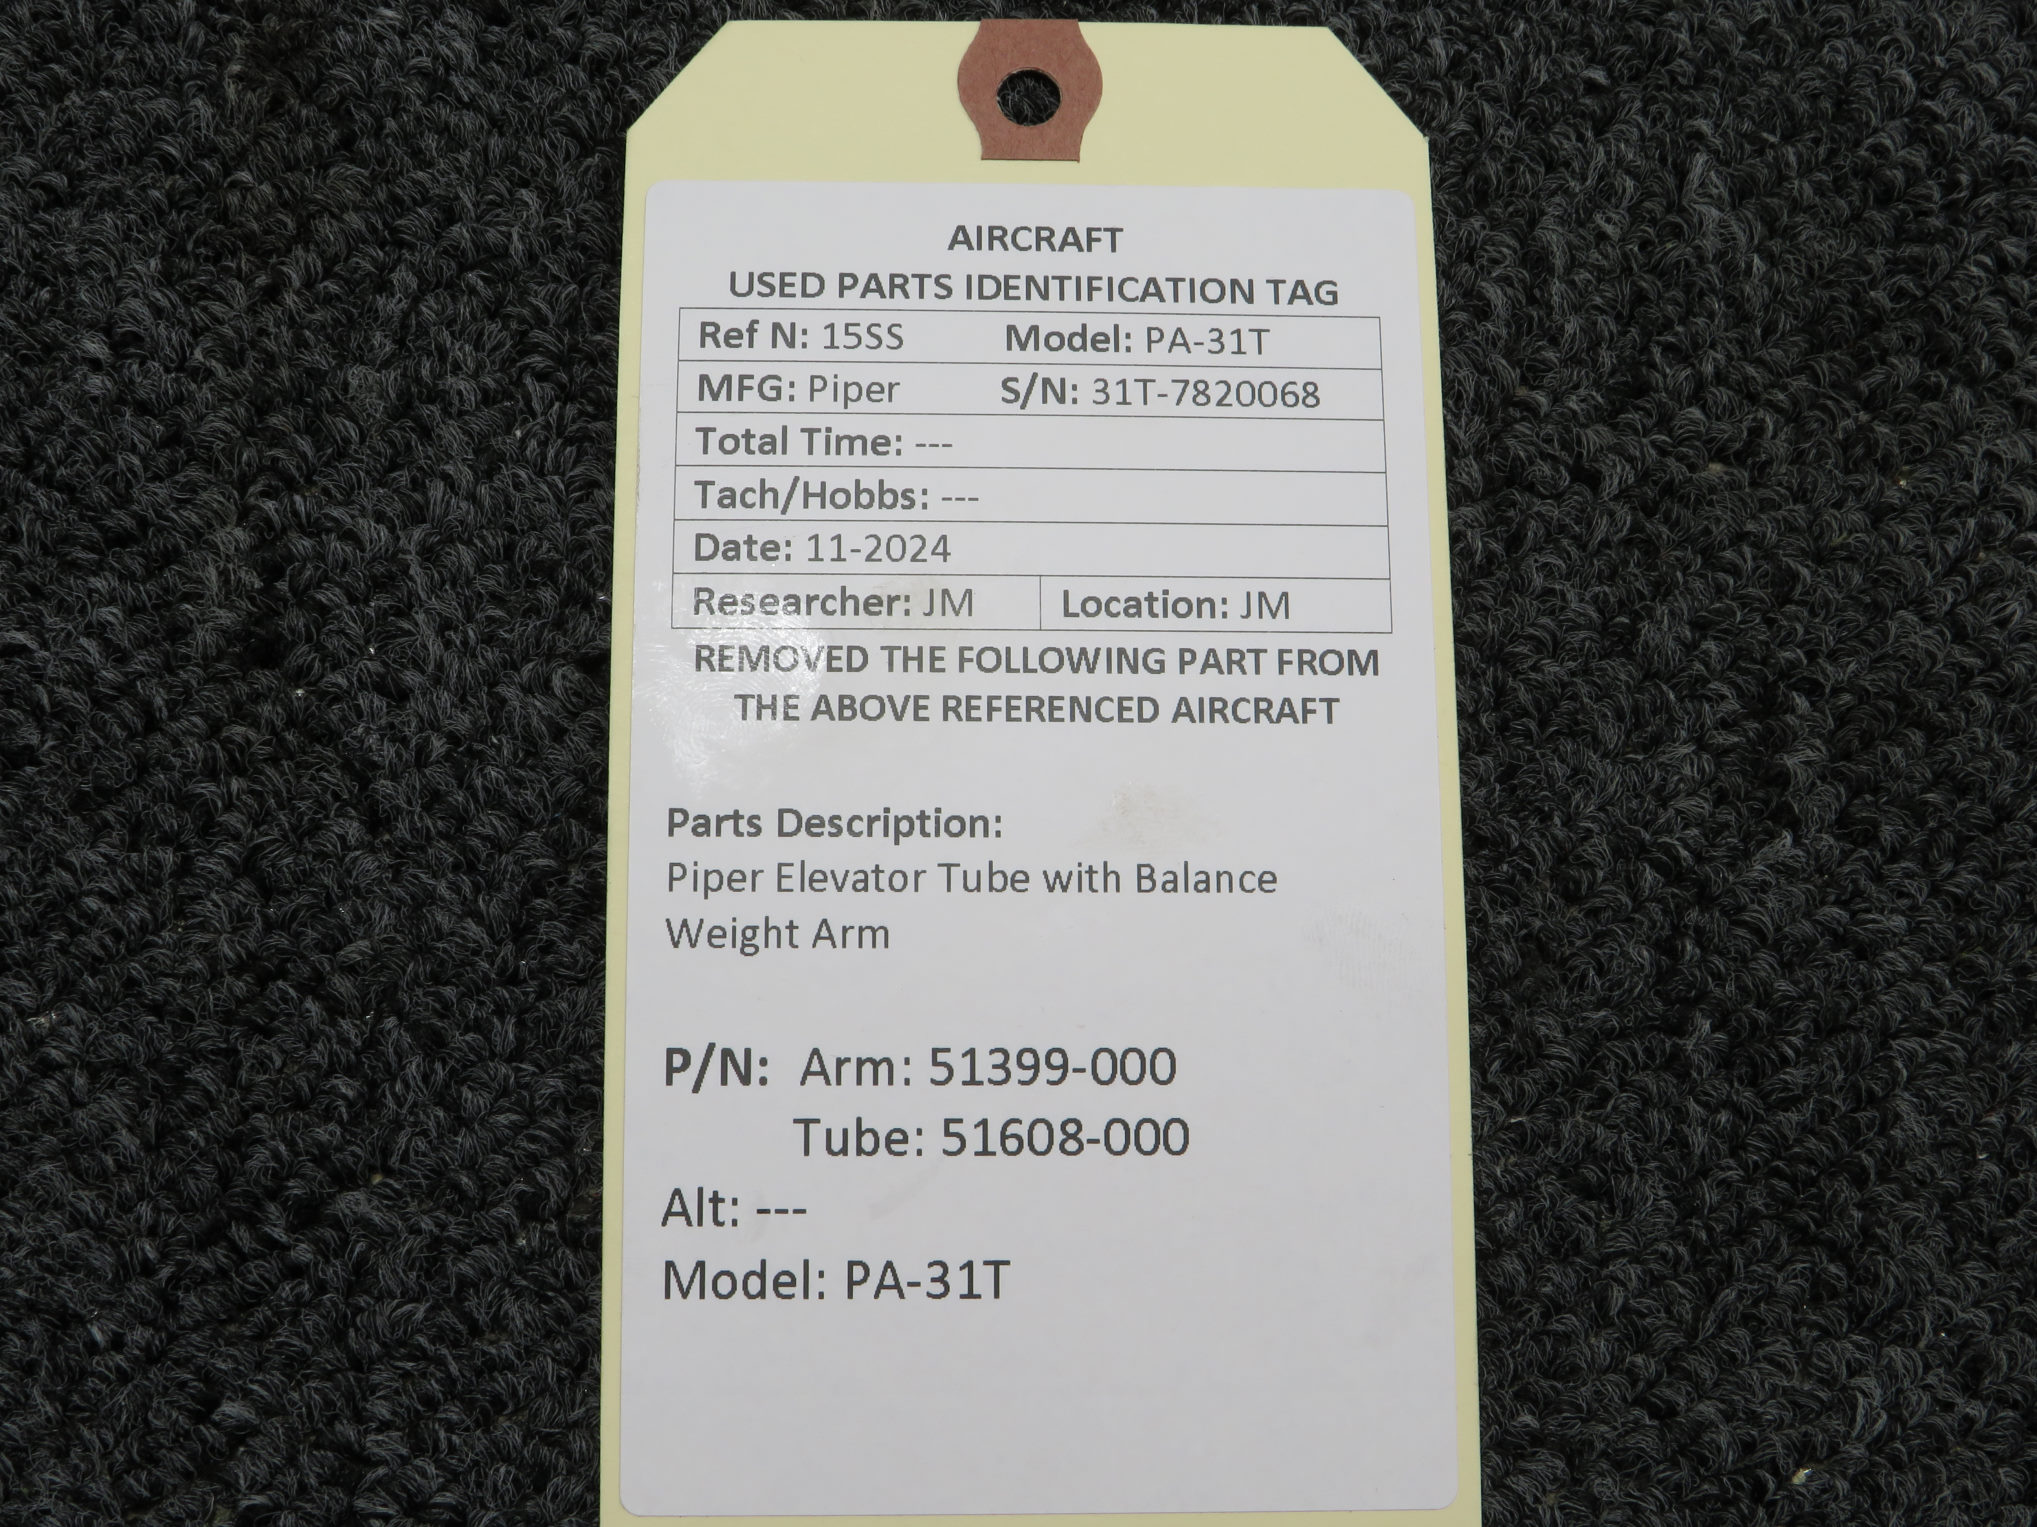 AIRCRAFT
USED PARTS IDENTIFICATION TAG
Ref N: 15SS Model: PA-31T
MFG: Piper S/N: 31T-7820068
Total Time: ---
Tach/Hobbs: ---
Date: 11-2024
Researcher: JM Location: JM
REMOVED THE FOLLOWING PART FROM
THE ABOVE REFERENCED AIRCRAFT
Parts Description:
Piper Elevator Tube with Balance
Weight Arm
P/N: Arm: 51399-000
Tube: 51608-000
Alt: ---
Model: PA-31T